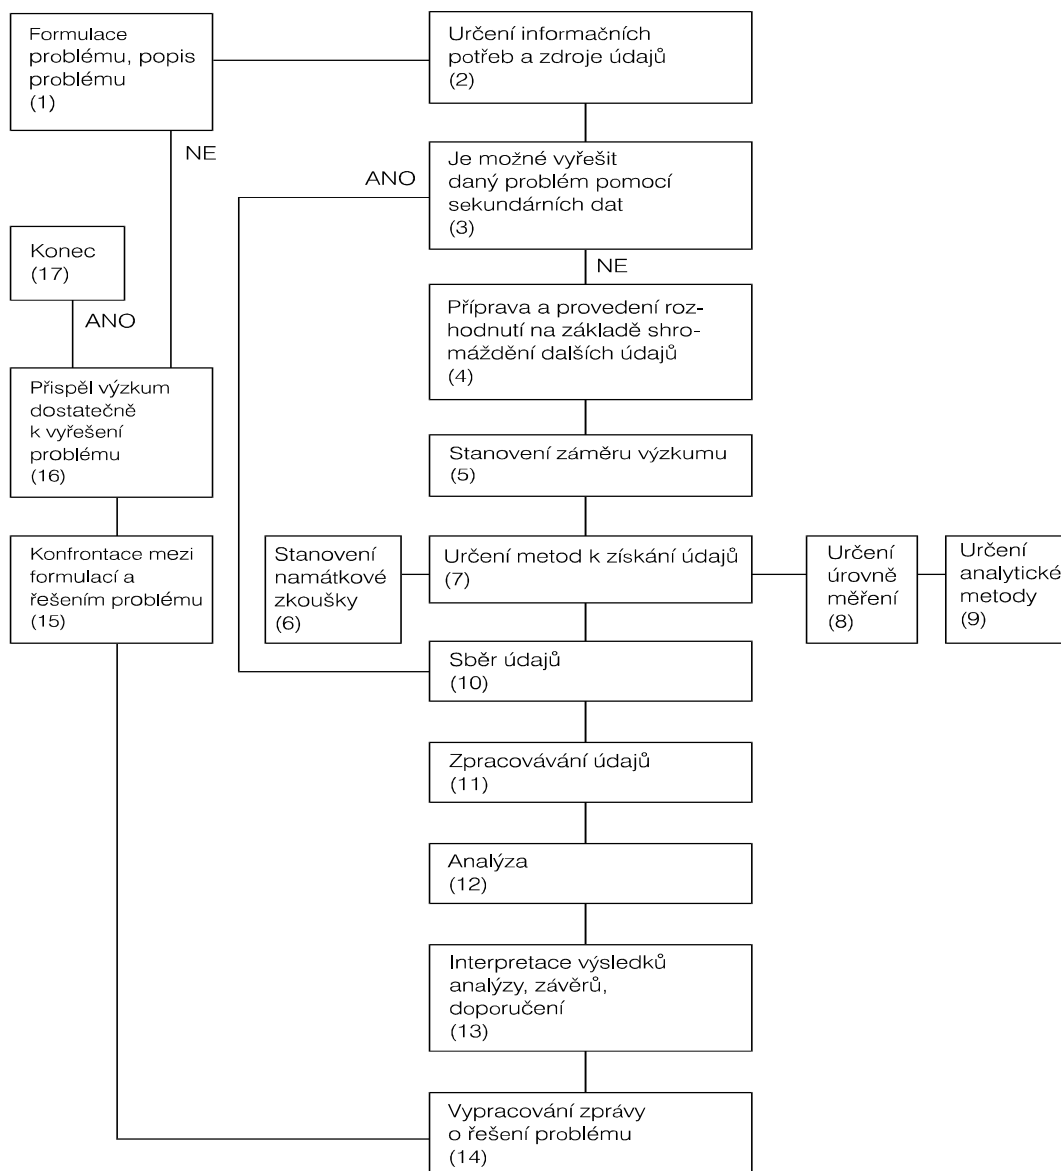 Formulace
problému, popis
problému
(1)
Určení informačních
potřeb a zdroje údajů
(2)
NE
Je možné vyřešit
daný problém pomocí
sekundárních dat
(3)
ANO
NE
Konec
(17)
ANO
Příprava a provedení roz-
hodnutí na základě shro-
máždění dalších údajů
(4)
Přispěl výzkum
dostatečně
k vyřešení
problému
(16)
Stanovení záměru výzkumu
(5)
Konfrontace mezi
formulací a
řešením problému
(15)
Stanovení
namátkové
zkoušky
(6)
Určení metod k získání údajů
(7)
Určení
úrovně
měření
(8)
Určení
analytické
metody
(9)
Sběr údajů
(10)
Zpracovávání údajů
(11)
Analýza
(12)
Interpretace výsledků
analýzy, závěrů,
doporučení
(13)
Vypracování zprávy
o řešení problému
(14)